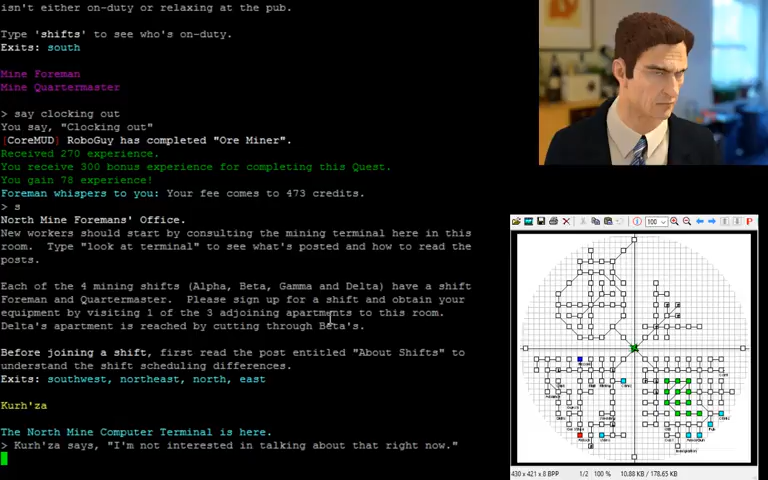 isn't either on-duty or relaxing at the pub.
Type 'shifts' to see who's on-duty.
Exits: south
Mine Foreman
Mine Quartermaster
> say clocking out
You say, "Clocking out"
[CoreMUD] RoboGuy has completed "Ore Miner".
Received 270 experience.
You receive 300 bonus experience for completing this Quest.
You gain 78 experience!
Foreman whispers to you: Your fee comes to 473 credits.
> s
North Mine Foremans' Office.
New workers should start by consulting the mining terminal here in this
room.  Type "look at terminal" to see what's posted and how to read the
posts.
Each of the 4 mining shifts (Alpha, Beta, Gamma and Delta) have a shift
Foreman and Quartermaster.  Please sign up for a shift and obtain your
equipment by visiting 1 of the 3 adjoining apartments to this room.
Delta's apartment is reached by cutting through Beta's.
Before joining a shift, first read the post entitled "About Shifts" to
understand the shift scheduling differences.
Exits: southwest, northeast, north, east
Kurh'za
The North Mine Computer Terminal is here.
> Kurh'za says, "I'm not interested in talking about that right now."
100
430 x 421 x 8 BPP
1/2
100 %
10.88 KB / 178.65 KB